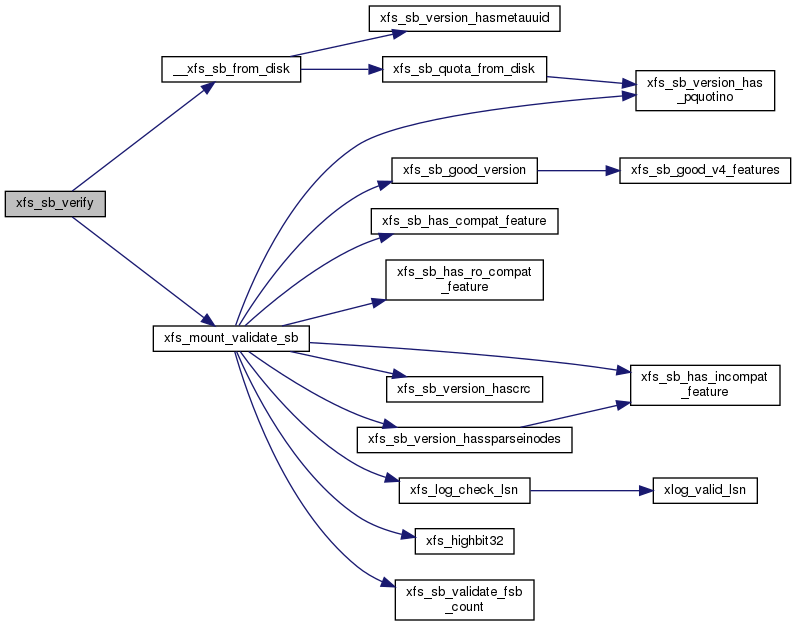 xfs_sb_version_hasmetauuid
__xfs_sb_from_disk
xfs_sb_quota_from_disk
xfs_sb_version_has
_pquotino
xfs_sb_good_version
xfs_sb_good_v4_features
xfs_sb_verify
xfs_sb_has_compat_feature
xfs_sb_has_ro_compat
_feature
xfs_mount_validate_sb
xfs_sb_has_incompat
_feature
xfs_sb_version_hascrc
xfs_sb_version_hassparseinodes
xfs_log_check_lsn
xlog_valid_lsn
xfs_highbit32
xfs_sb_validate_fsb
_count